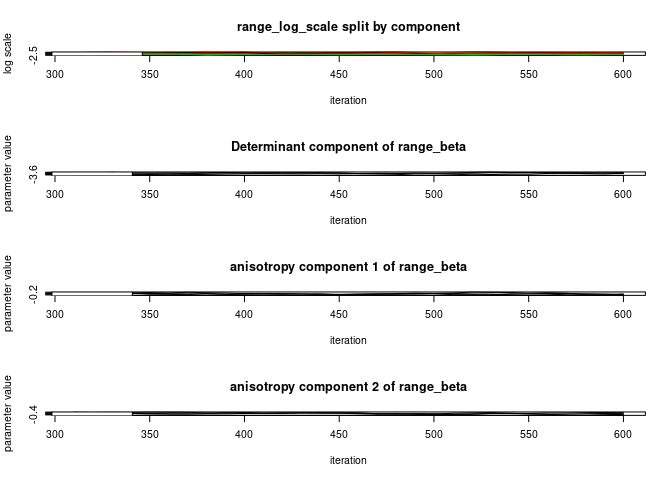 range_log_scale split by component
log scale
-2.5
300 350 400 450 500 550 600
iteration
Determinant component of range_beta
parameter value
-3.6
300 350 400 450 500 550 600
iteration
anisotropy component 1 of range_beta
parameter value
-0.2
300 350 400 450 500 550 600
iteration
anisotropy component 2 of range_beta
parameter value
-0.4
300 350 400 450 500 550 600
iteration